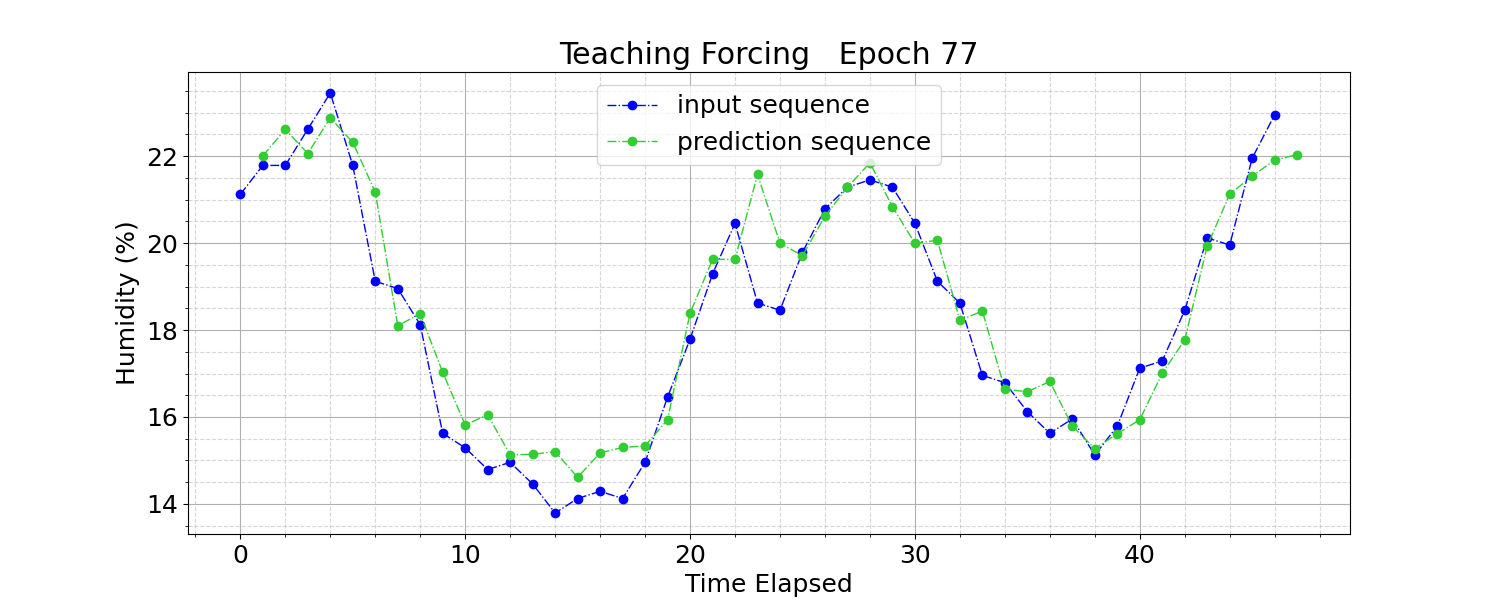 Teaching Forcing   Epoch 77
input sequence
prediction sequence
Humidity (%)
22
20
18
16
14
0 10 20 30 40
Time Elapsed